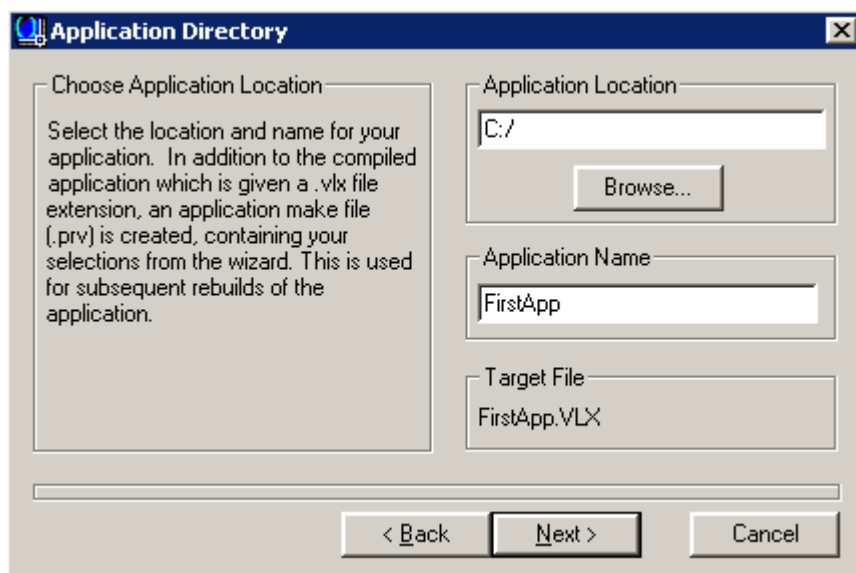 Application Directory
Choose Application Location
Select the location and name for your
application.  In addition to the compiled
application which is given a .vlx file
extension, an application make file
(.prv) is created, containing your
selections from the wizard. This is used
for subsequent rebuilds of the
application.
Application Location
C:/
Browse...
Application Name
FirstApp
Target File
FirstApp.VLX
< Back
Next >
Cancel